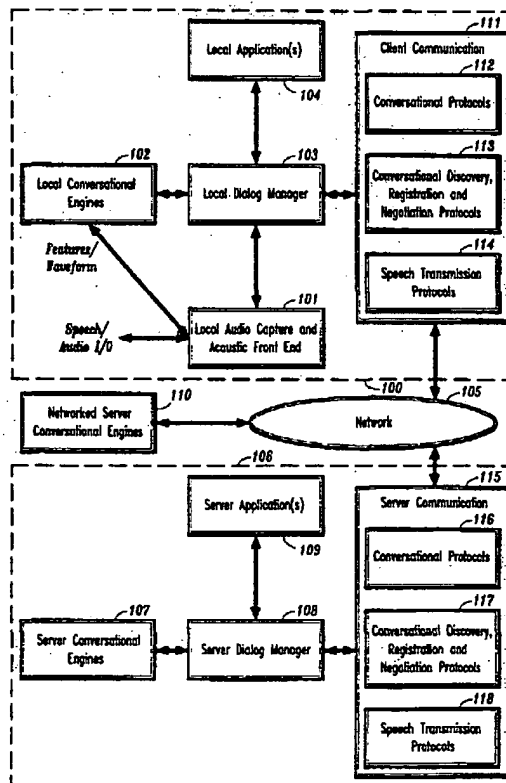 111
Client Communication
112
Conversational Protocols
113
Conversational Discovery,
Registration and
Negotiation Protocols
114
Speech Transmission
Protocols
Local Application(s)
104
102
Local Conversational
Engines
103
Local Dialog Manager
Features/
Waveform
101
Local Audio Capture and
Acoustic Front End
Speech/
Audio I/O
100
105
110
Networked Server
Conversational Engines
Network
106
115
Server Communication
116
Conversational Protocols
117
Conversational Discovery,
Registration and
Negotiation Protocols
118
Speech Transmission
Protocols
Server Application(s)
109
107
Server Conversational
Engines
108
Server Dialog Manager